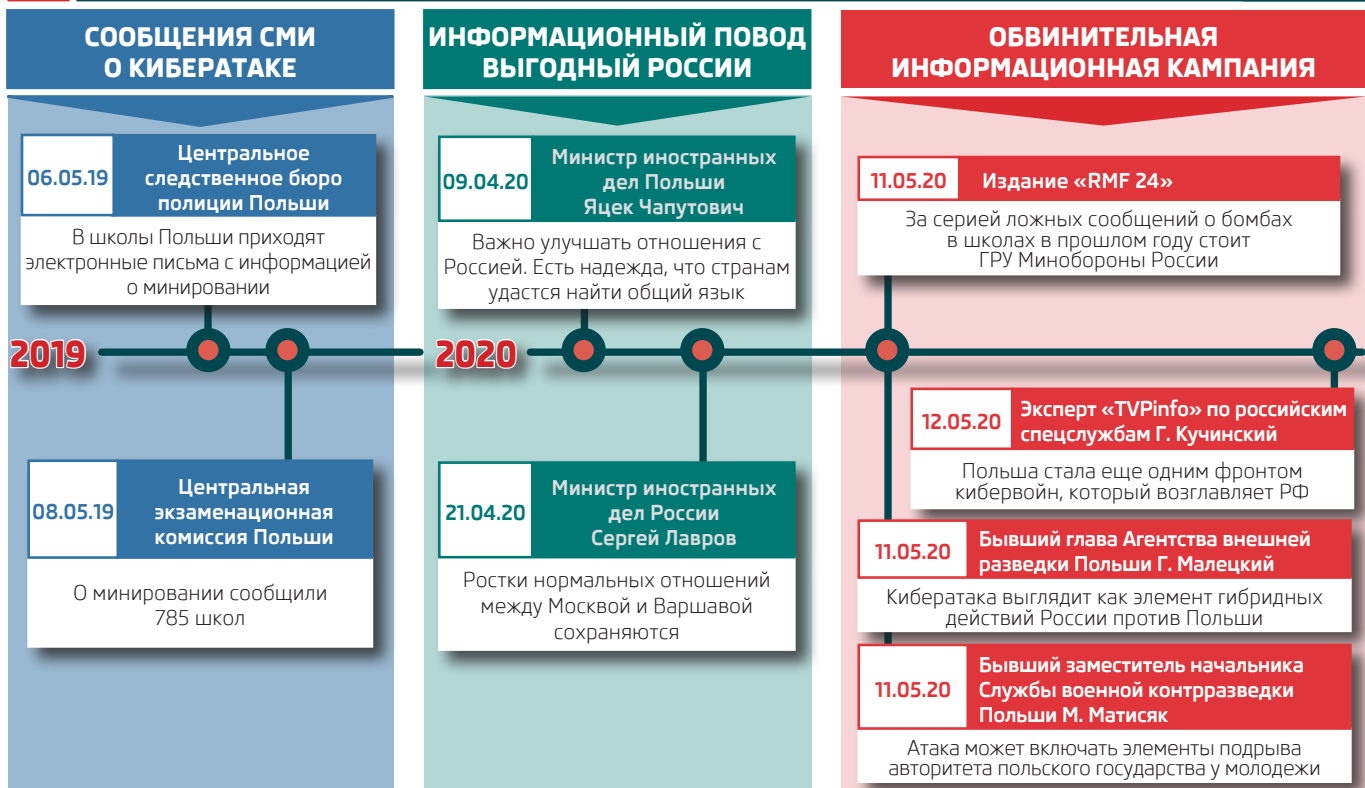 СООБЩЕНИЯ СМИ
О КИБЕРАТАКЕ
06.05.19
Центральное
следственное бюро
полиции Польши
В школы Польши приходят
электронные письма с информацией
о минировании
2019
08.05.19
Центральная
экзаменационная
комиссия Польши
О минировании сообщили
785 школ
ИНФОРМАЦИОННЫЙ ПОВОД
ВЫГОДНЫЙ РОССИИ
09.04.20
Министр иностранных
дел Польши
Яцек Чапутович
Важно улучшать отношения с
Россией. Есть надежда, что странам
удастся найти общий язык
2020
21.04.20
Министр иностранных
дел России
Сергей Лавров
Ростки нормальных отношений
между Москвой и Варшавой
сохраняются
ОБВИНИТЕЛЬНАЯ
ИНФОРМАЦИОННАЯ КАМПАНИЯ
11.05.20
Издание «RMF 24»
За серией ложных сообщений о бомбах
в школах в прошлом году стоит
ГРУ Минобороны России
12.05.20
Эксперт «TVPinfo» по российским
спецслужбам Г. Кучинский
Польша стала еще одним фронтом
кибервойн, который возглавляет РФ
11.05.20
Бывший глава Агентства внешней
разведки Польши Г. Малецкий
Кибератака выглядит как элемент гибридных
действий России против Польши
11.05.20
Бывший заместитель начальника
Службы военной контрразведки
Польши М. Матисяк
Атака может включать элементы подрыва
авторитета польского государства у молодежи